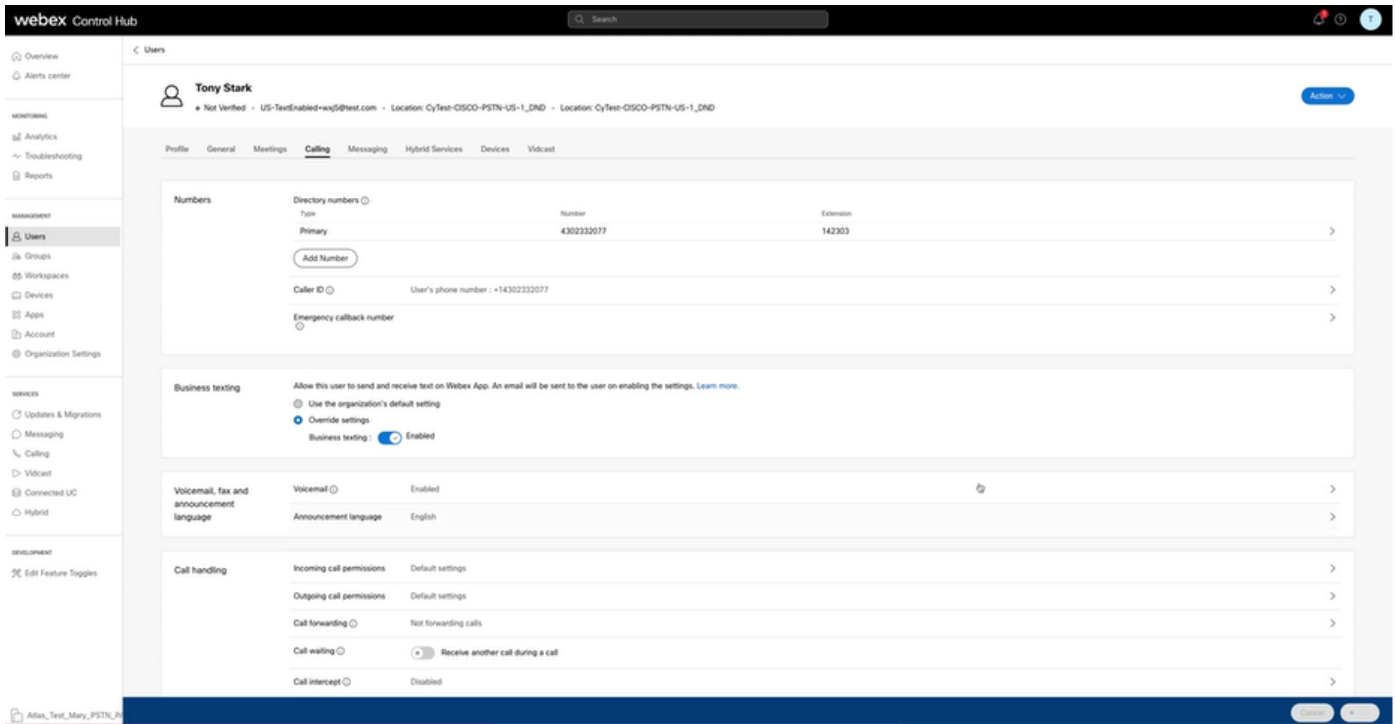 webex Control Hub
Search
T
Overview
Alerts center
MONITORING
Analytics
Troubleshooting
Reports
MANAGEMENT
Users
Groups
Workspaces
Devices
Apps
Account
Organization Settings
SERVICES
Updates & Migrations
Messaging
Calling
Vidcast
Connected UC
Hybrid
DEVELOPMENT
Edit Feature Toggles
Atlas_Test_Mary_PSTN_P
Users
Tony Stark
Not Verified · US-TextEnabled+wxj5@test.com · Location: CyTest-CISCO-PSTN-US-1_DND · Location: CyTest-CISCO-PSTN-US-1_DND
Action
Profile General Meetings Calling Messaging Hybrid Services Devices Vidcast
Numbers
Directory numbers
Type Number Extension
Primary 4302332077 142303
Add Number
Caller ID User's phone number : +14302332077
Emergency callback number
Business texting
Allow this user to send and receive text on Webex App. An email will be sent to the user on enabling the settings. Learn more.
Use the organization's default setting
Override settings
Business texting : Enabled
Voicemail, fax and
announcement
language
Voicemail Enabled
Announcement language English
Call handling
Incoming call permissions Default settings
Outgoing call permissions Default settings
Call forwarding Not forwarding calls
Call waiting Receive another call during a call
Call intercept Disabled
Cancel